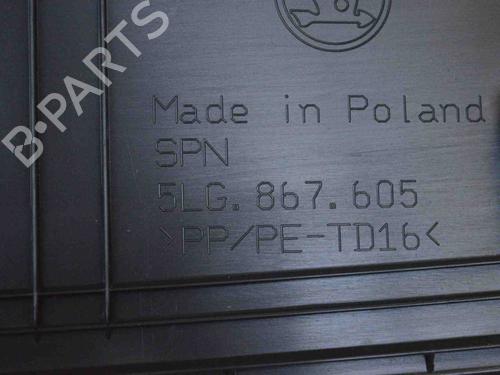 B-PARTS
Made in Poland
SPN
5LG.867.605
>PP/PE-TD16<